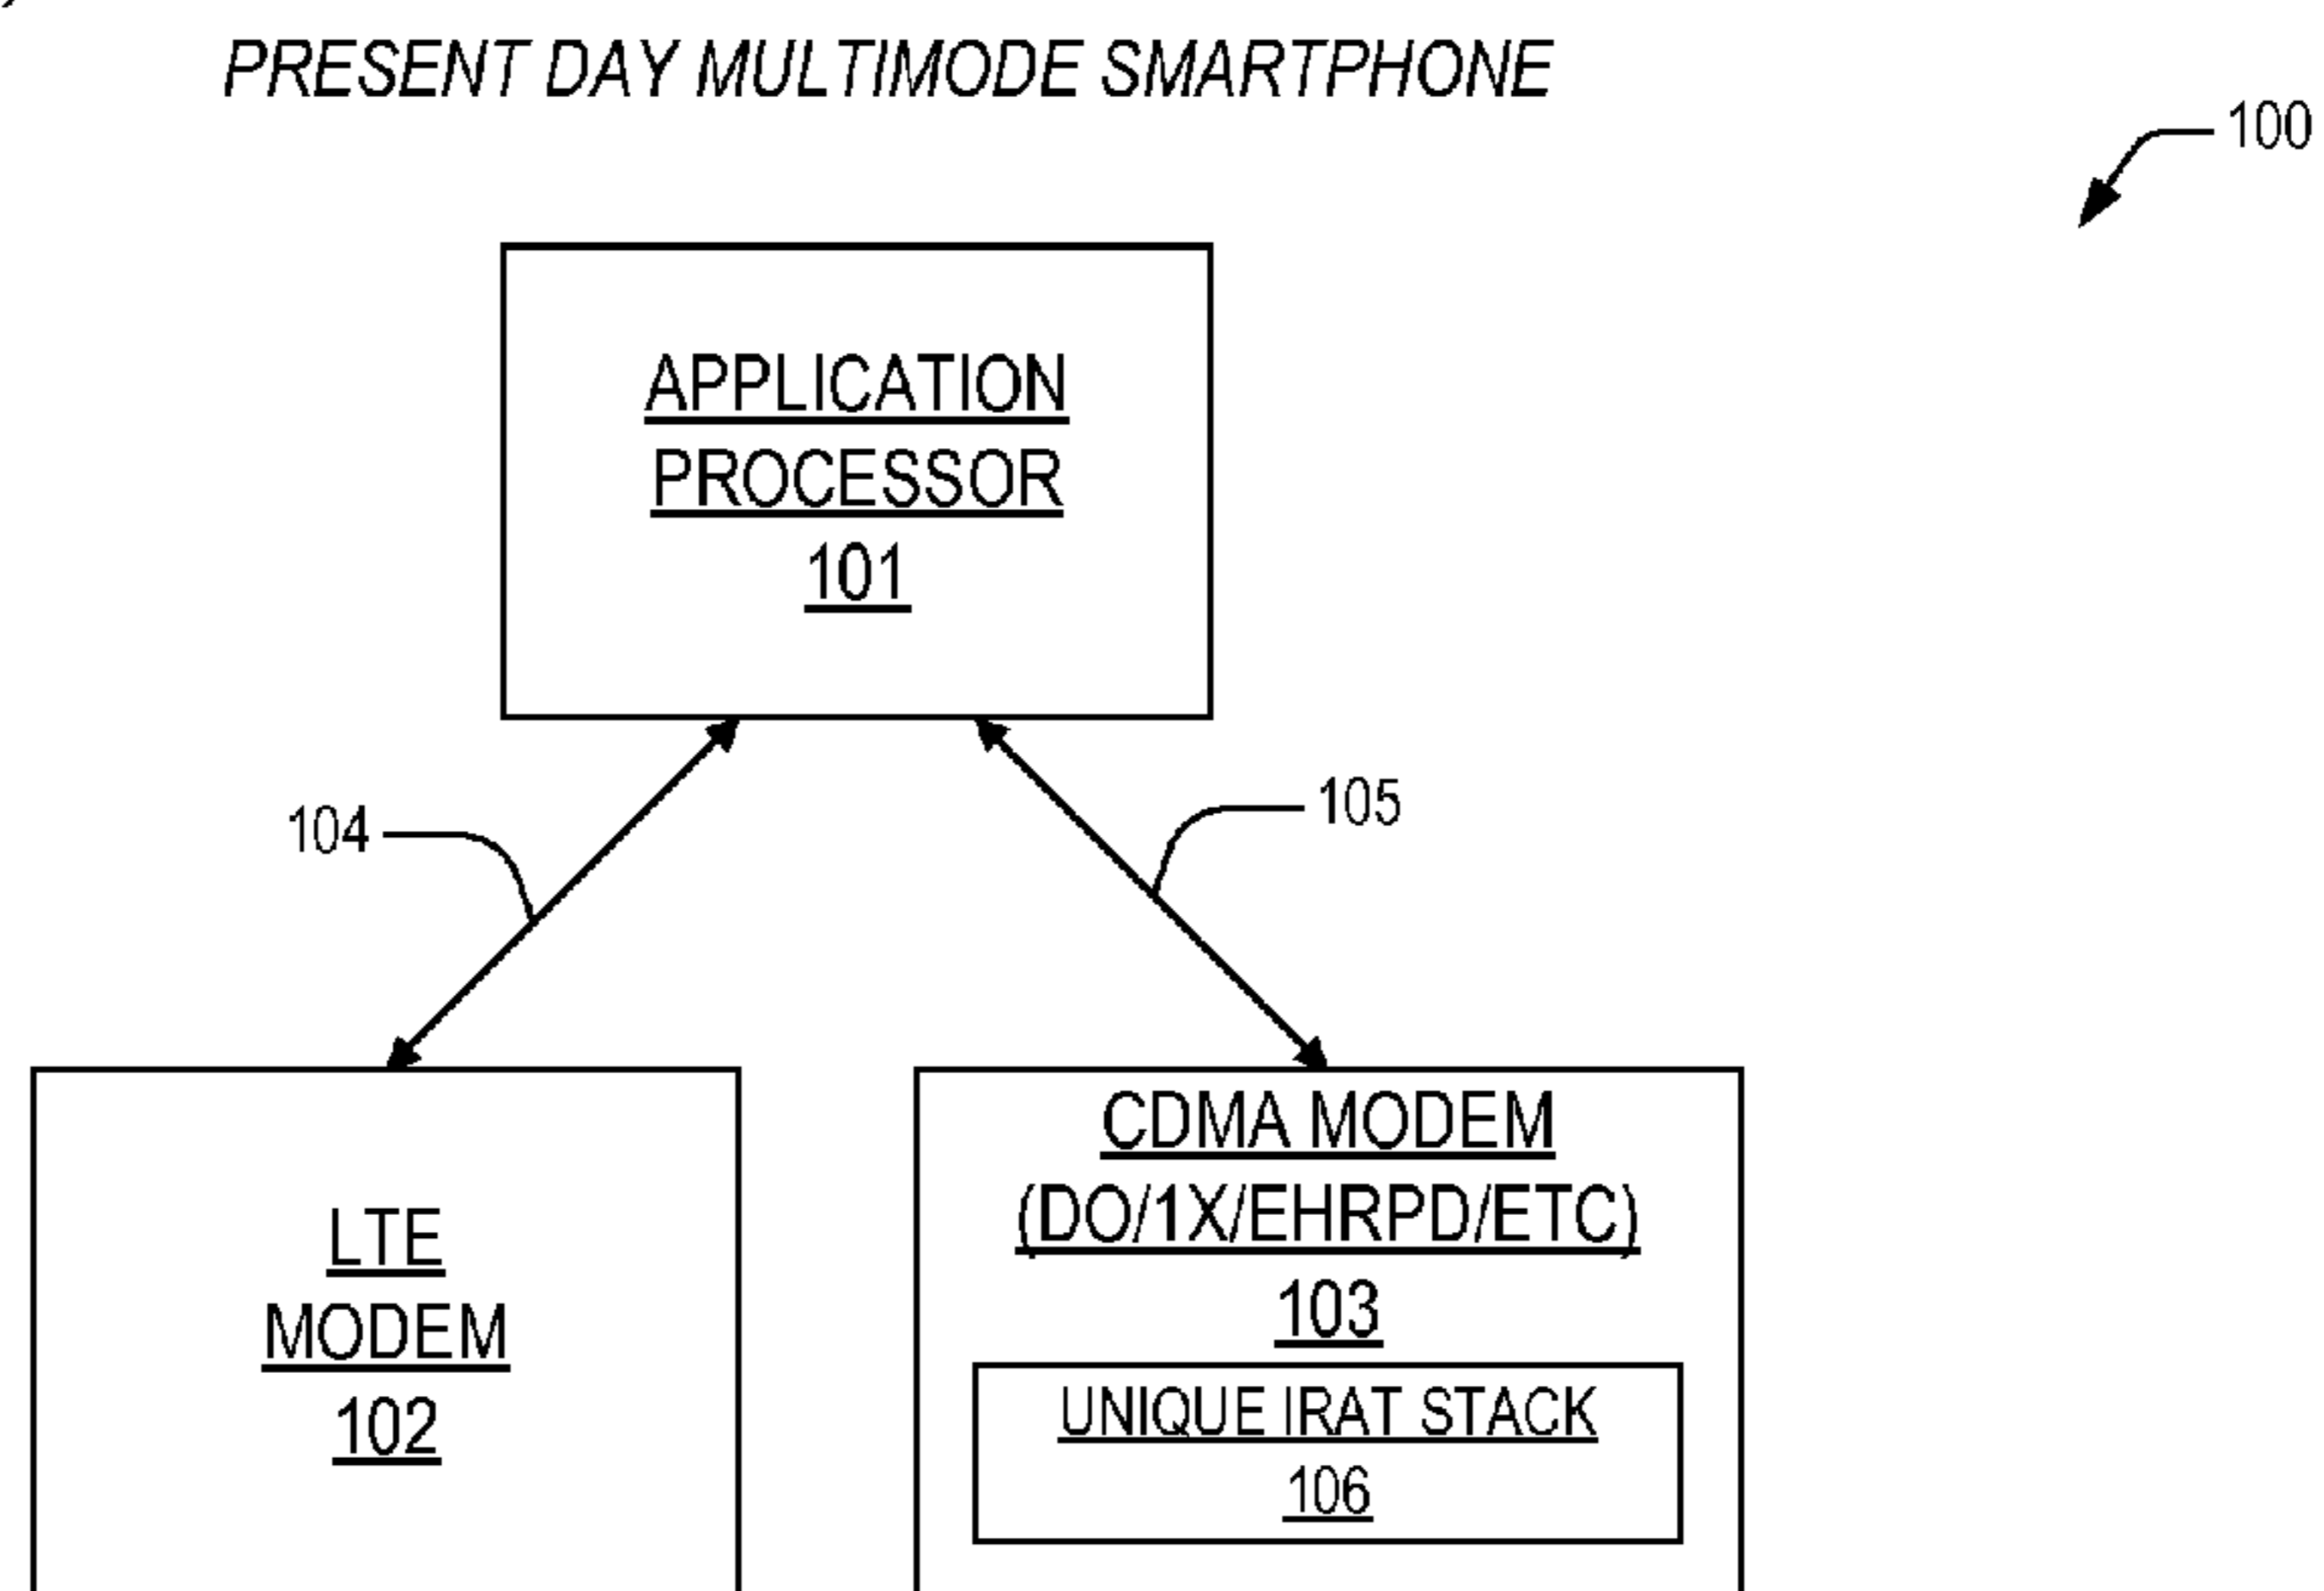 PRESENT DAY MULTIMODE SMARTPHONE
100
APPLICATION
PROCESSOR
101
104
105
LTE
MODEM
102
CDMA MODEM
(DO/1X/EHRPD/ETC)
103
UNIQUE IRAT STACK
106